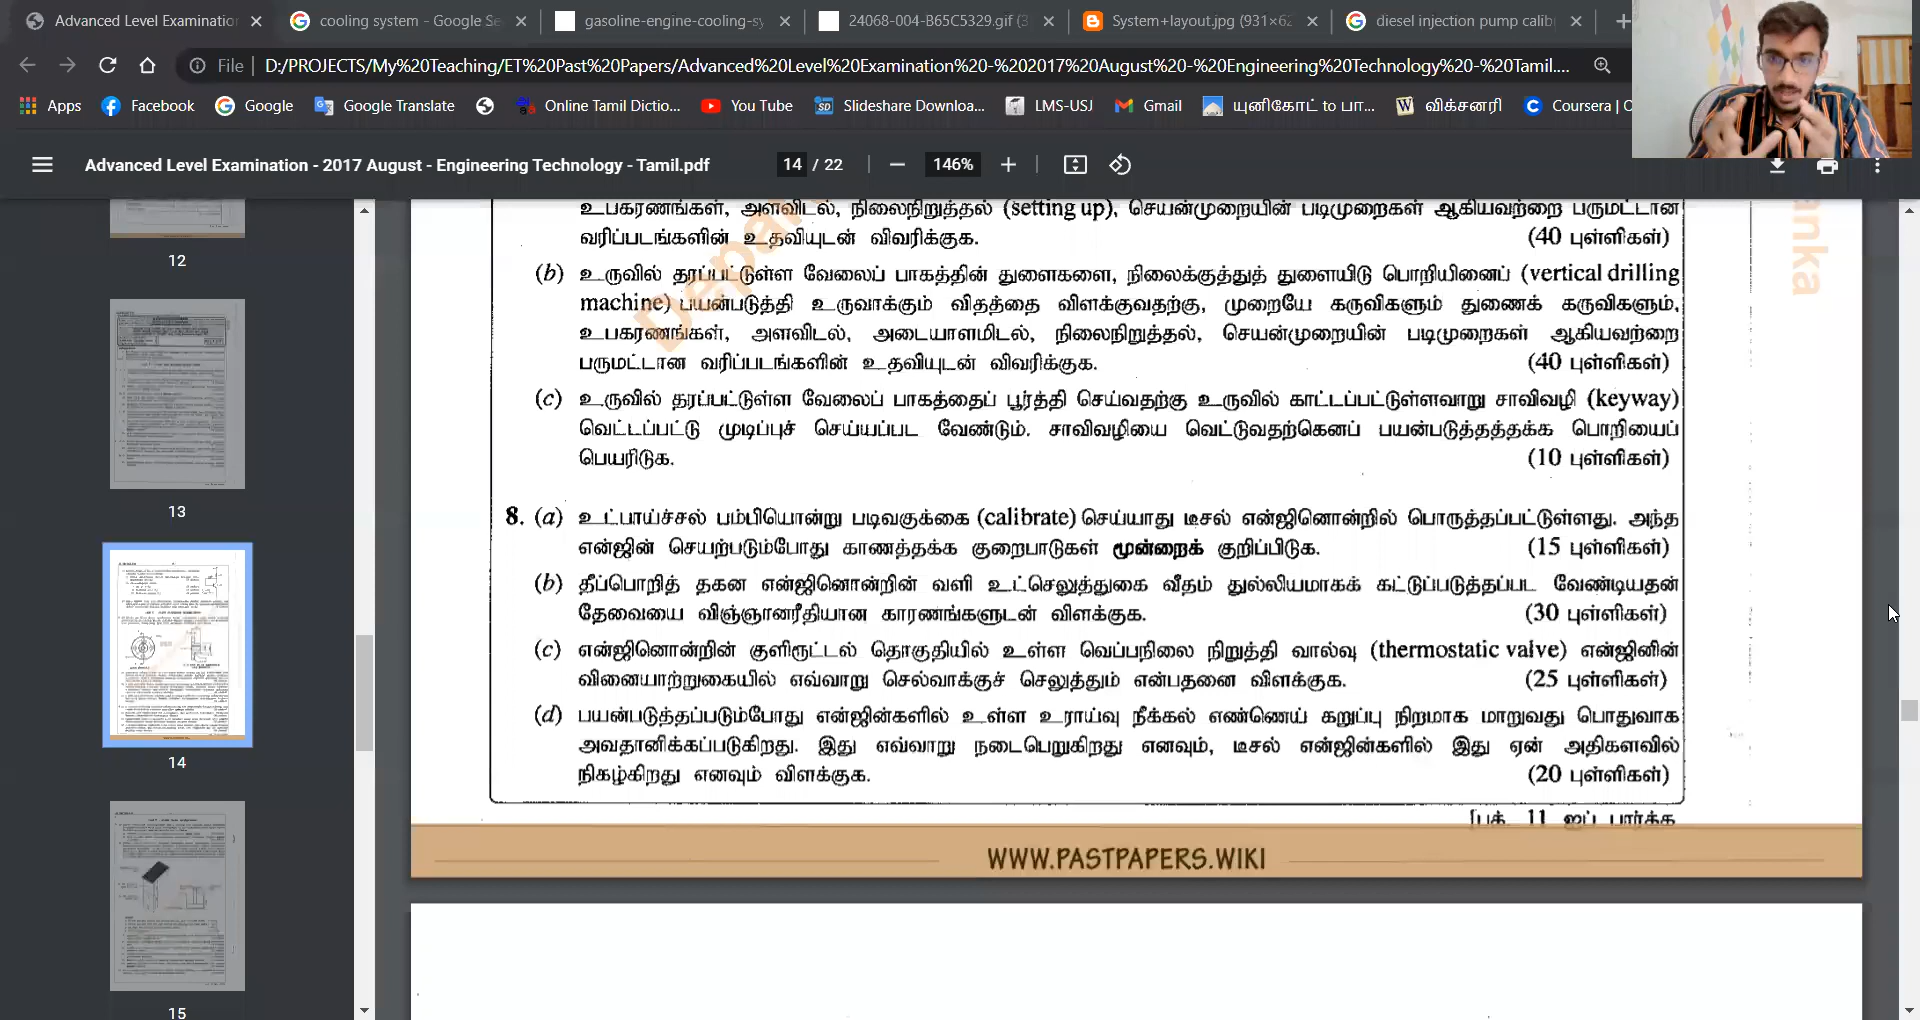 Advanced Level Examinatio
cooling system - Google Se
gasoline-engine-cooling-sy
24068-004-B65C5329.gif (3
System+layout.jpg (931×62
diesel injection pump calib
File D:/PROJECTS/My%20Teaching/ET%20Past%20Papers/Advanced%20Level%20Examination%20-%202017%20August%20-%20Engineering%20Technology%20-%20Tamil....
Apps Facebook Google Google Translate Online Tamil Dictio... You Tube Slideshare Downloa... LMS-USJ Gmail யுனிகோட் to பா... விக்சனரி Coursera | O
Advanced Level Examination - 2017 August - Engineering Technology - Tamil.pdf 14 / 22 146%
12
13
14
15
உபகரணங்கள், அளவிடல், நிலைநிறுத்தல் (setting up), செயன்முறையின் படிமுறைகள் ஆகியவற்றை பருமட்டான
வரிப்படங்களின் உதவியுடன் விவரிக்குக. (40 புள்ளிகள்)
(b) உருவில் தரப்பட்டுள்ள வேலைப் பாகத்தின் துளைகளை, நிலைக்குத்துத் துளையிடு பொறியினைப் (vertical drilling
machine) பயன்படுத்தி உருவாக்கும் விதத்தை விளக்குவதற்கு, முறையே கருவிகளும் துணைக் கருவிகளும்,
உபகரணங்கள், அளவிடல், அடையாளமிடல், நிலைநிறுத்தல், செயன்முறையின் படிமுறைகள் ஆகியவற்றை
பருமட்டான வரிப்படங்களின் உதவியுடன் விவரிக்குக. (40 புள்ளிகள்)
(c) உருவில் தரப்பட்டுள்ள வேலைப் பாகத்தைப் பூர்த்தி செய்வதற்கு உருவில் காட்டப்பட்டுள்ளவாறு சாவிவழி (keyway)
வெட்டப்பட்டு முடிப்புச் செய்யப்பட வேண்டும். சாவிவழியை வெட்டுவதற்கெனப் பயன்படுத்தத்தக்க பொறியைப்
பெயரிடுக. (10 புள்ளிகள்)
8. (a) உட்பாய்ச்சல் பம்பியொன்று படிவகுக்கை (calibrate) செய்யாது டீசல் என்ஜினொன்றில் பொருத்தப்பட்டுள்ளது. அந்த
என்ஜின் செயற்படும்போது காணத்தக்க குறைபாடுகள் மூன்றைக் குறிப்பிடுக. (15 புள்ளிகள்)
(b) தீப்பொறித் தகன என்ஜினொன்றின் வளி உட்செலுத்துகை வீதம் துல்லியமாகக் கட்டுப்படுத்தப்பட வேண்டியதன்
தேவையை விஞ்ஞானரீதியான காரணங்களுடன் விளக்குக. (30 புள்ளிகள்)
(c) என்ஜினொன்றின் குளிரூட்டல் தொகுதியில் உள்ள வெப்பநிலை நிறுத்தி வால்வு (thermostatic valve) என்ஜினின்
வினையாற்றுகையில் எவ்வாறு செல்வாக்குச் செலுத்தும் என்பதனை விளக்குக. (25 புள்ளிகள்)
(d) பயன்படுத்தப்படும்போது என்ஜின்களில் உள்ள உராய்வு நீக்கல் எண்ணெய் கறுப்பு நிறமாக மாறுவது பொதுவாக
அவதானிக்கப்படுகிறது. இது எவ்வாறு நடைபெறுகிறது எனவும், டீசல் என்ஜின்களில் இது ஏன் அதிகளவில்
நிகழ்கிறது எனவும் விளக்குக. (20 புள்ளிகள்)
[பக். 11 ஐப் பார்க்க
WWW.PASTPAPERS.WIKI